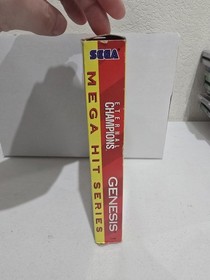 SEGA
MEGA HIT SERIES
ETERNAL
CHAMPIONS
GENESIS